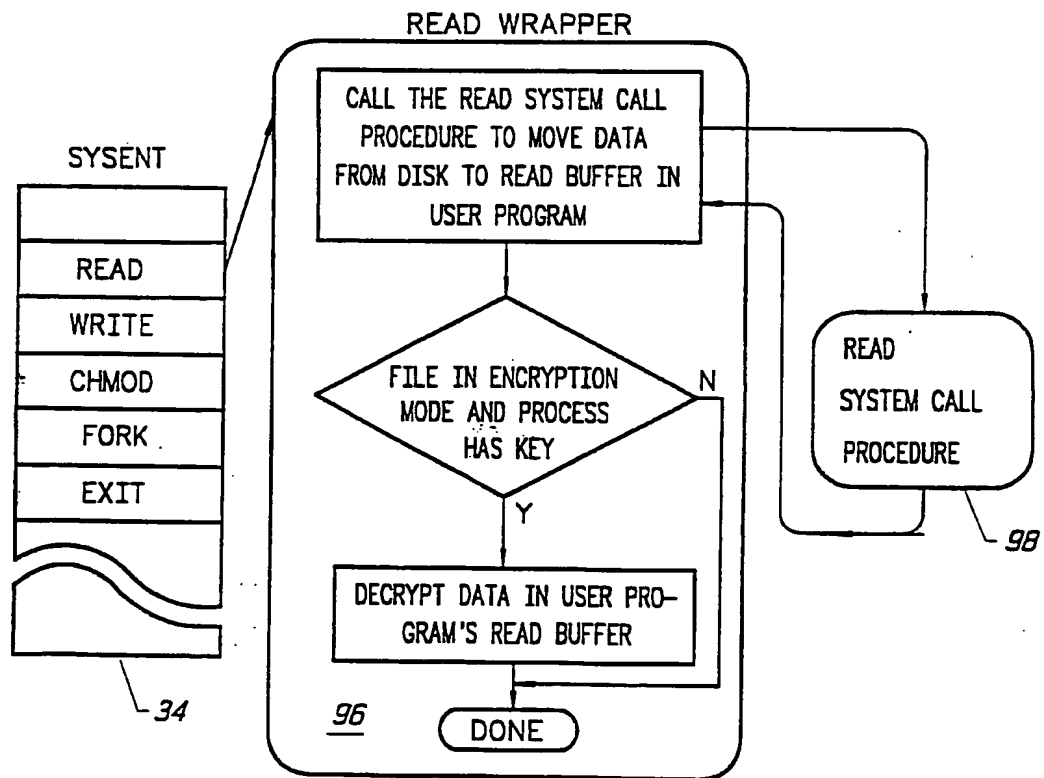 READ WRAPPER
CALL THE READ SYSTEM CALL
PROCEDURE TO MOVE DATA
FROM DISK TO READ BUFFER IN
USER PROGRAM
SYSENT
READ
WRITE
CHMOD
FORK
EXIT
34
FILE IN ENCRYPTION
MODE AND PROCESS
HAS KEY
N
Y
READ
SYSTEM CALL
PROCEDURE
98
DECRYPT DATA IN USER PRO-
GRAM'S READ BUFFER
96
DONE